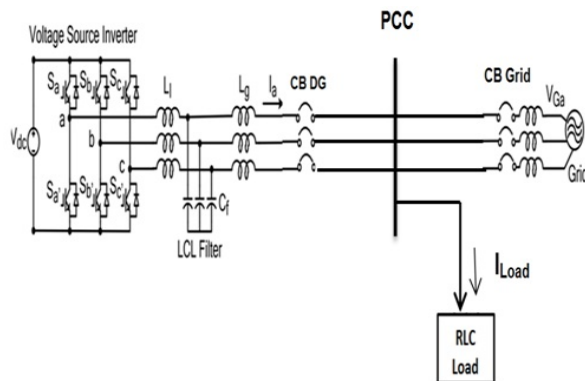 PCC
Voltage Source Inverter
Sa
Sb
Sc
LI
Lg
Ia
CB DG
CB Grid
VGa
Vdc
a
b
c
Grid
Sa'
Sb'
Sc'
Cf
LCL Filter
ILoad
RLC
Load